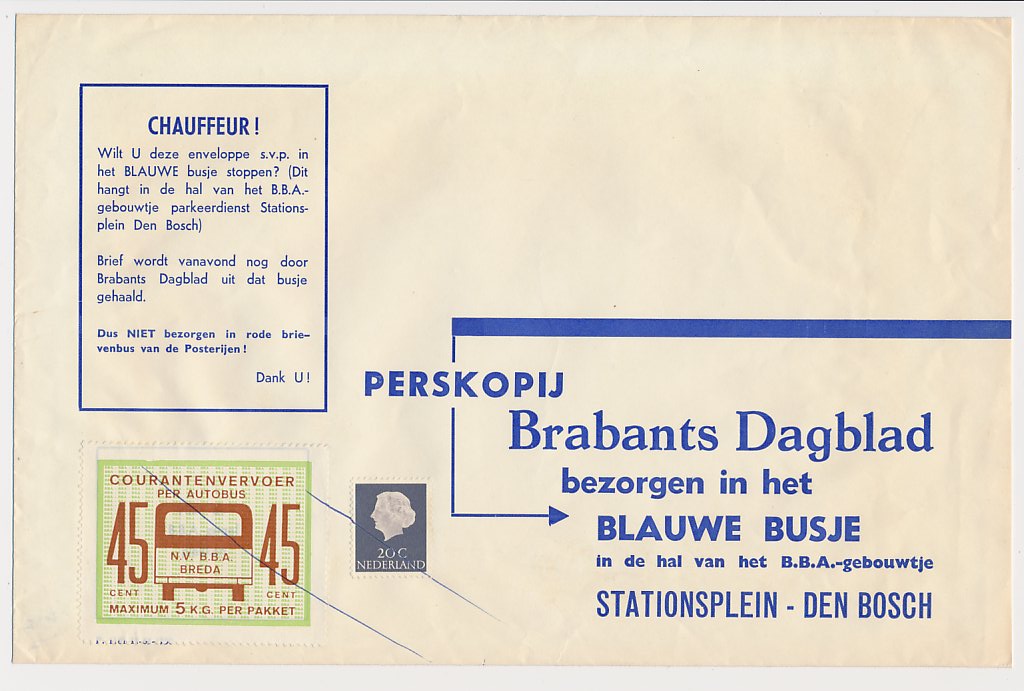 CHAUFFEUR!
Wilt U deze enveloppe s.v.p. in
het BLAUWE busje stoppen? (Dit
hangt in de hal van het B.B.A.-
gebouwtje parkeerdienst Stations-
plein Den Bosch)
Brief wordt vanavond nog door
Brabants Dagblad uit dat busje
gehaald.
Dus NIET bezorgen in rode brie-
venbus van de Posterijen!
Dank U!
PERSKOPIJ
Brabants Dagblad
bezorgen in het
BLAUWE BUSJE
in de hal van het B.B.A.-gebouwtje
STATIONSPLEIN - DEN BOSCH
COURANTENVERVOER
PER AUTOBUS
45 45
N.V. B.B.A.
BREDA
CENT CENT
MAXIMUM 5 K.G. PER PAKKET
20 C
NEDERLAND